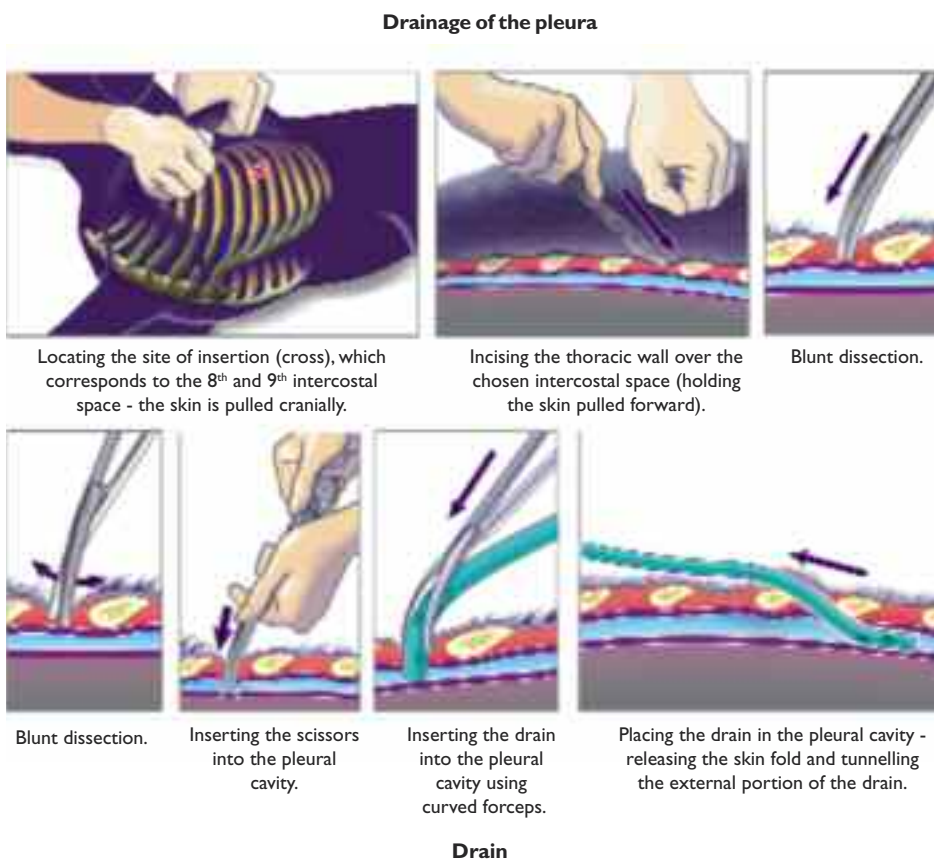 Drainage of the pleura
Locating the site of insertion (cross), which
corresponds to the 8th and 9th intercostal
space - the skin is pulled cranially.
Incising the thoracic wall over the
chosen intercostal space (holding
the skin pulled forward).
Blunt dissection.
Blunt dissection.
Inserting the scissors
into the pleural
cavity.
Inserting the drain
into the pleural
cavity using
curved forceps.
Placing the drain in the pleural cavity -
releasing the skin fold and tunnelling
the external portion of the drain.
Drain